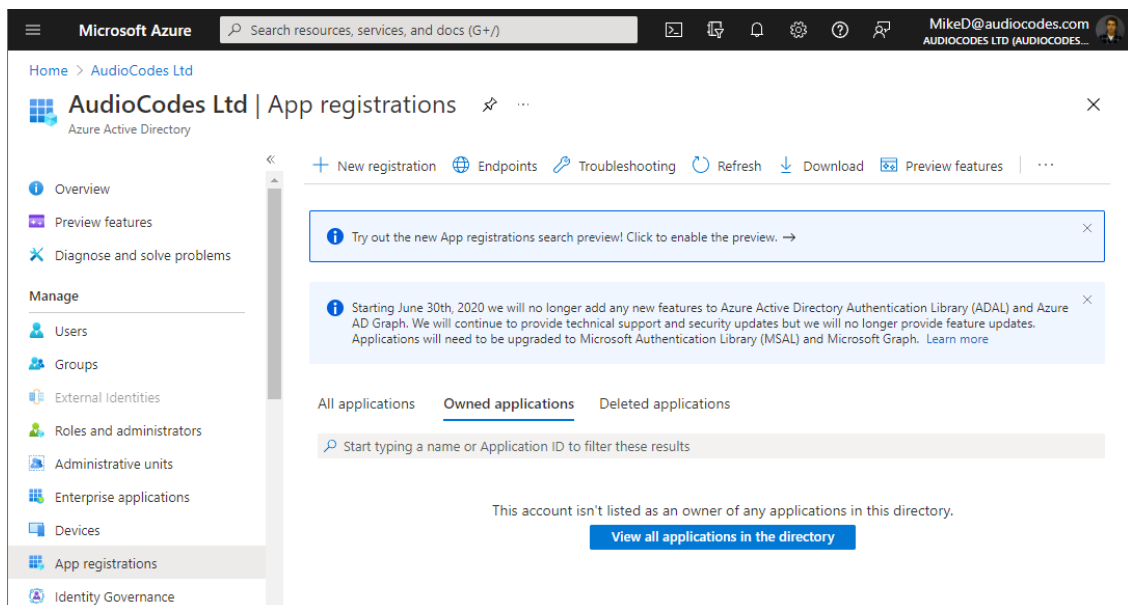 Microsoft Azure
Search resources, services, and docs (G+/)
MikeD@audiocodes.com
AUDIOCODES LTD (AUDIOCODES...
Home > AudioCodes Ltd
AudioCodes Ltd | App registrations
Azure Active Directory
New registration Endpoints Troubleshooting Refresh Download Preview features
Overview
Preview features
Diagnose and solve problems
Manage
Users
Groups
External Identities
Roles and administrators
Administrative units
Enterprise applications
Devices
App registrations
Identity Governance
Try out the new App registrations search preview! Click to enable the preview. →
Starting June 30th, 2020 we will no longer add any new features to Azure Active Directory Authentication Library (ADAL) and Azure
AD Graph. We will continue to provide technical support and security updates but we will no longer provide feature updates.
Applications will need to be upgraded to Microsoft Authentication Library (MSAL) and Microsoft Graph. Learn more
All applications Owned applications Deleted applications
Start typing a name or Application ID to filter these results
This account isn't listed as an owner of any applications in this directory.
View all applications in the directory